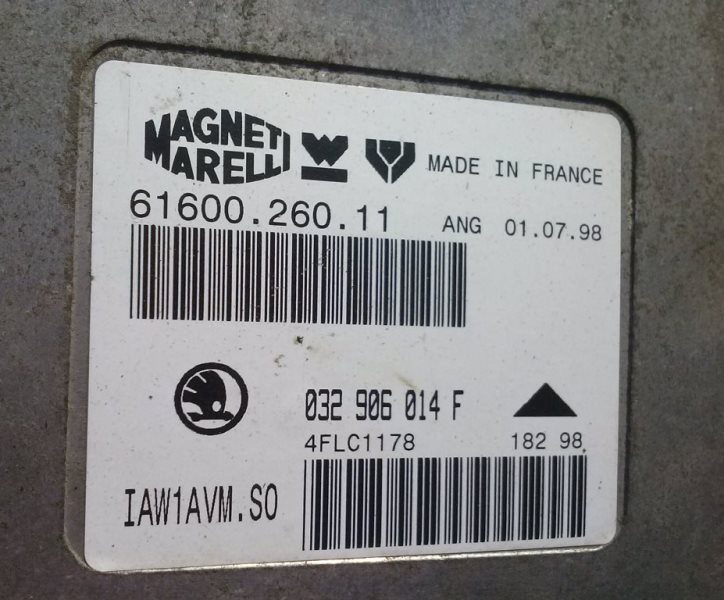 MAGNETI
MARELLI
MADE IN FRANCE
61600.260.11 ANG 01.07.98
032 906 014 F
4FLC1178 182 98
IAW1AVM.S0